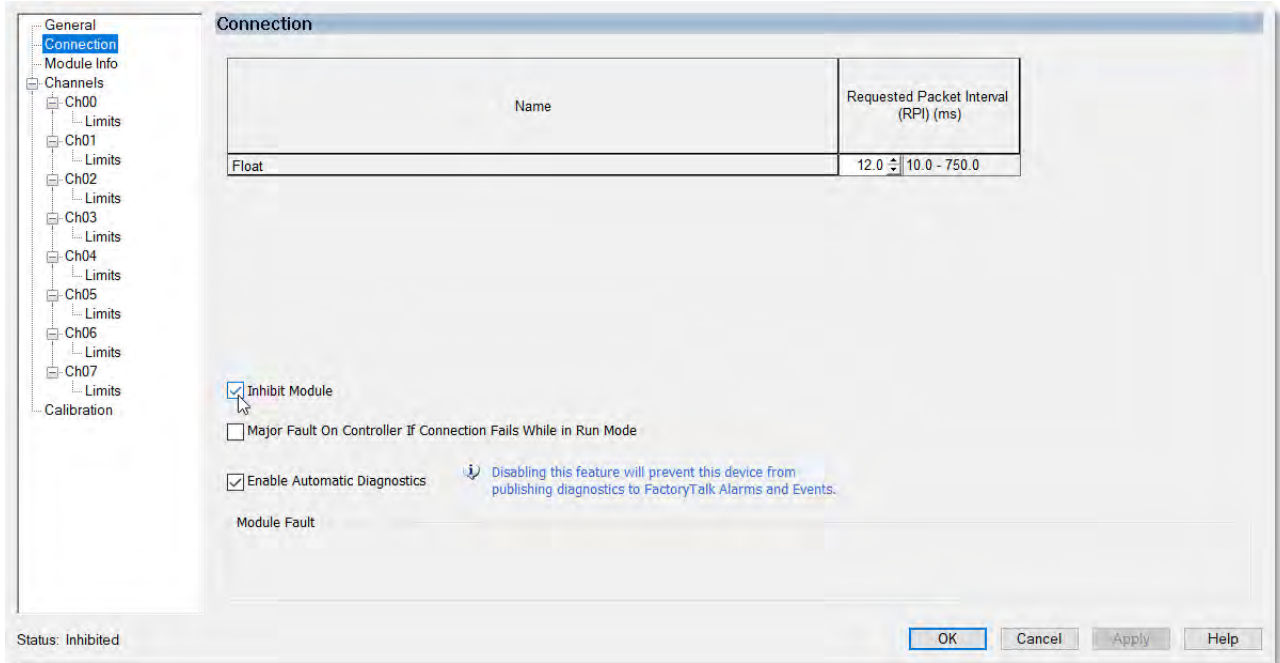 General
Connection
Module Info
Channels
Ch00
Limits
Ch01
Limits
Ch02
Limits
Ch03
Limits
Ch04
Limits
Ch05
Limits
Ch06
Limits
Ch07
Limits
Calibration
Connection
Name
Requested Packet Interval
(RPI) (ms)
Float
12.0
10.0 - 750.0
Inhibit Module
Major Fault On Controller If Connection Fails While in Run Mode
Enable Automatic Diagnostics
Disabling this feature will prevent this device from
publishing diagnostics to FactoryTalk Alarms and Events.
Module Fault
Status: Inhibited
OK
Cancel
Apply
Help